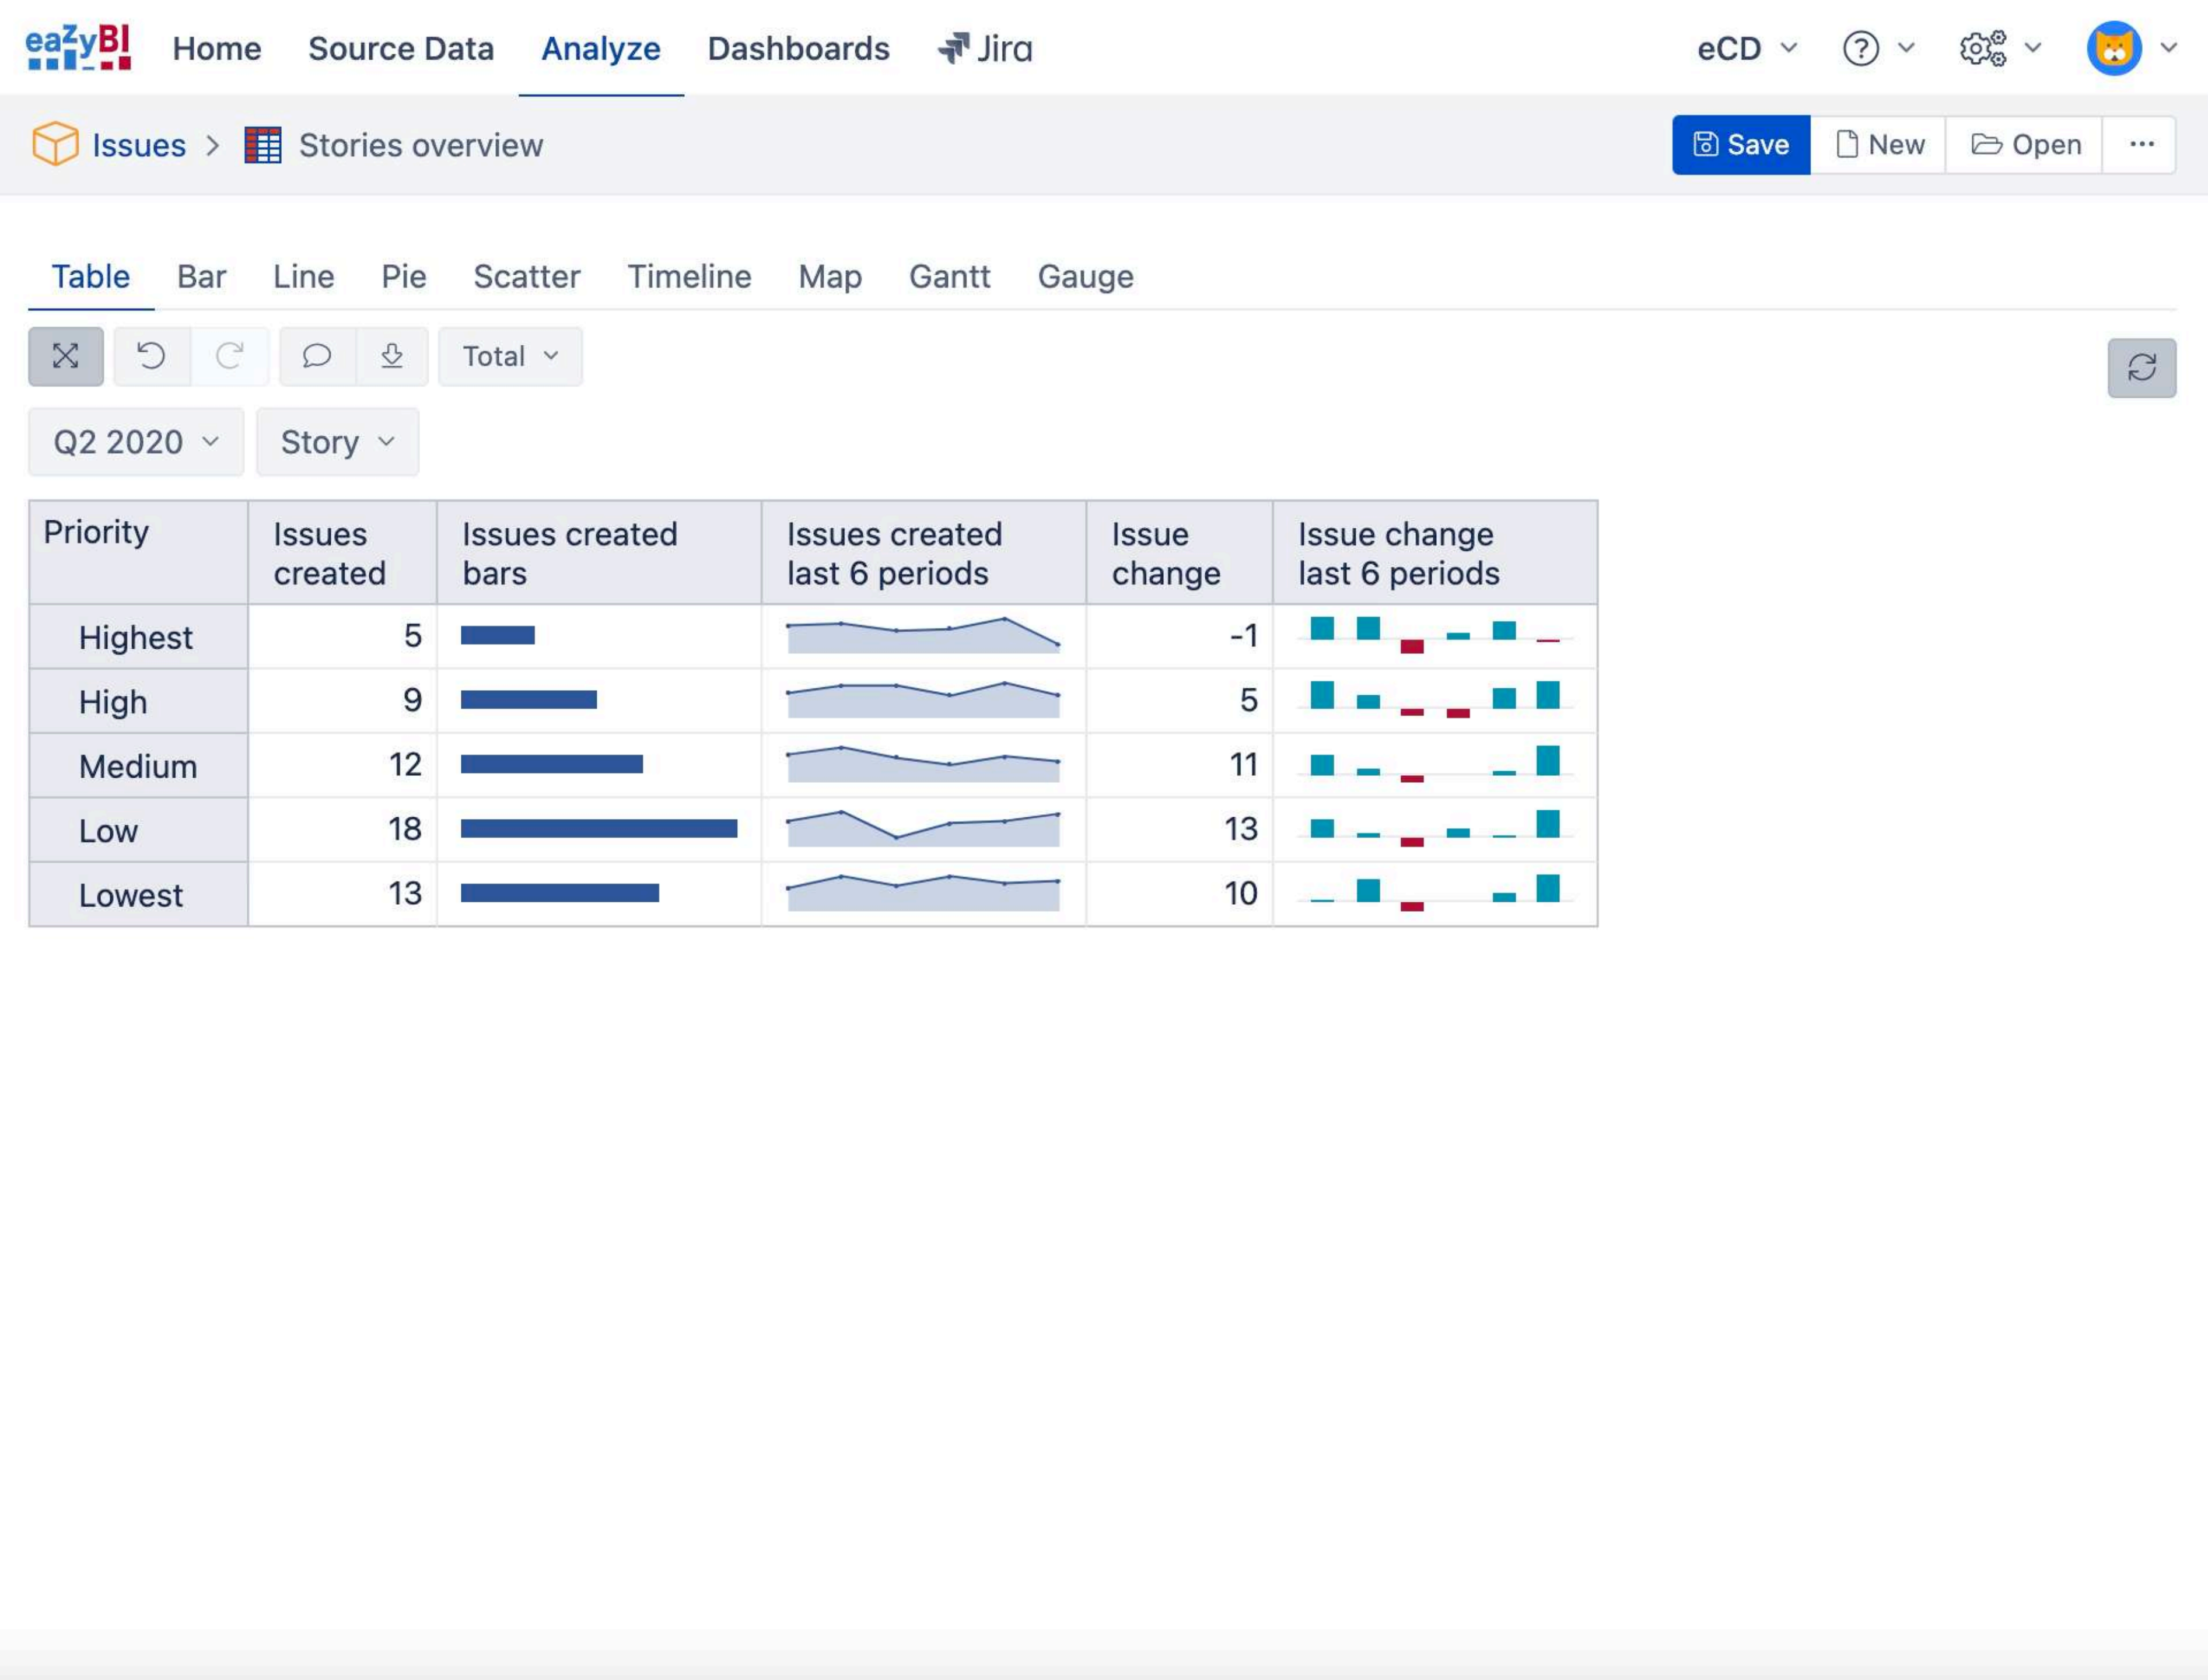 eazyBI Home Source Data Analyze Dashboards Jira eCD ?
Issues > Stories overview Save New Open ...
Table Bar Line Pie Scatter Timeline Map Gantt Gauge
Total
Q2 2020 Story
Priority Issues created Issues created bars Issues created last 6 periods Issue change Issue change last 6 periods
Highest 5 -1
High 9 5
Medium 12 11
Low 18 13
Lowest 13 10